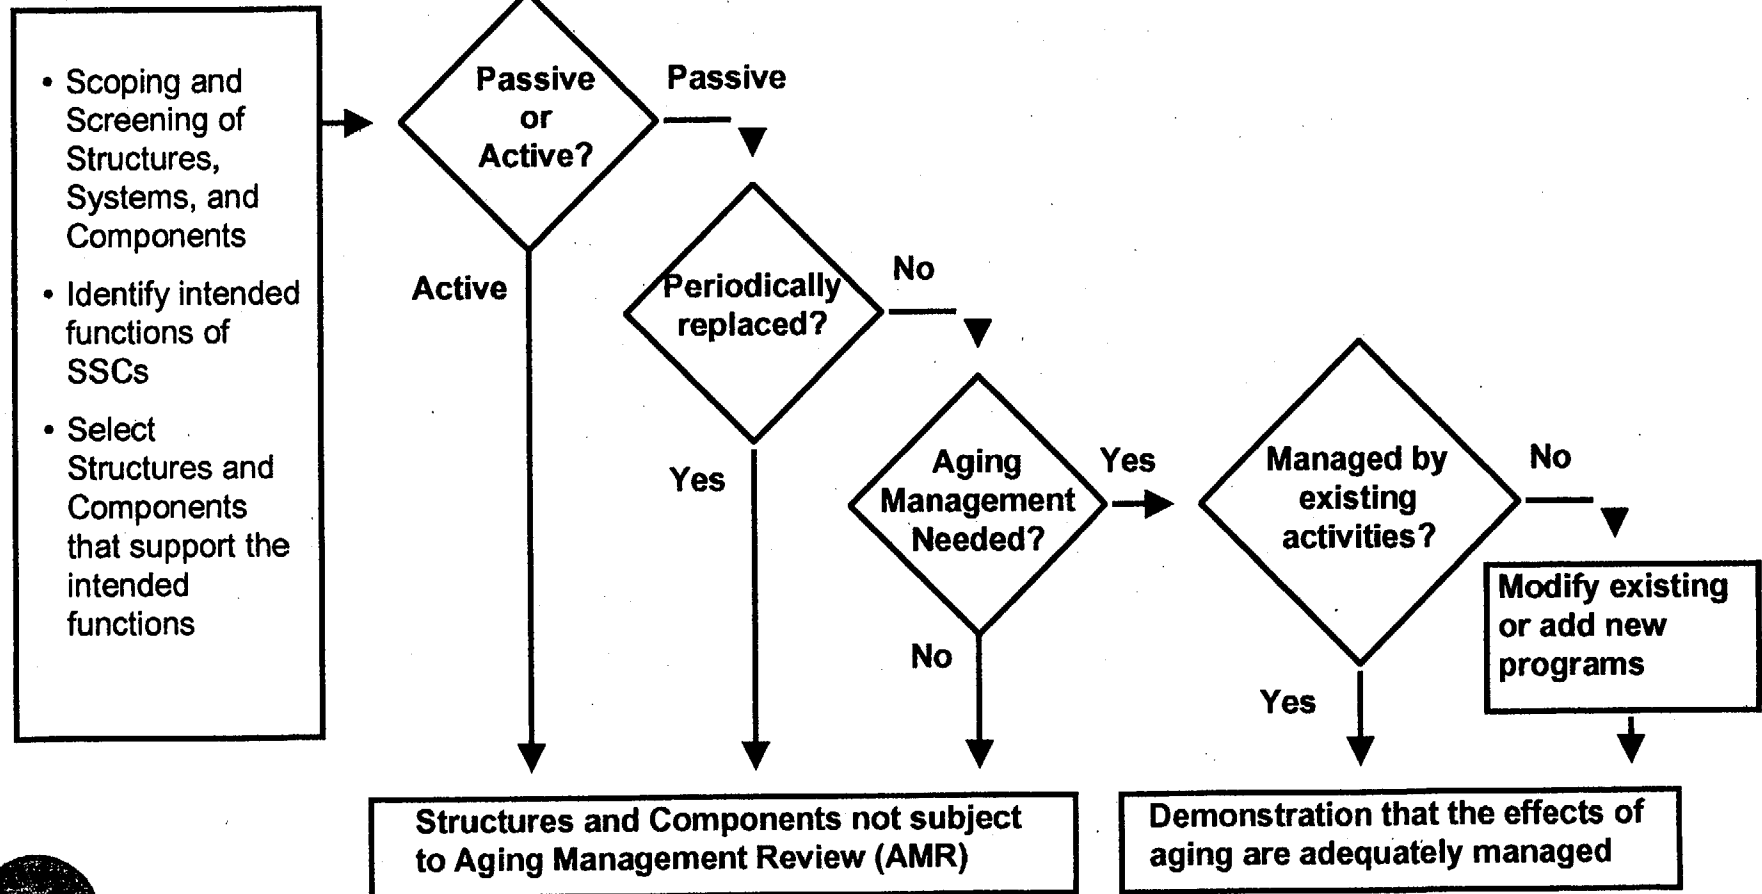 • Scoping and
Screening of
Structures,
Systems, and
Components
• Identify intended
functions of
SSCs
• Select
Structures and
Components
that support the
intended
functions
Passive
or
Active?
Passive
Active
Periodically
replaced?
No
Yes
Aging
Management
Needed?
Yes
No
Managed by
existing
activities?
No
Yes
Modify existing
or add new
programs
Structures and Components not subject
to Aging Management Review (AMR)
Demonstration that the effects of
aging are adequately managed